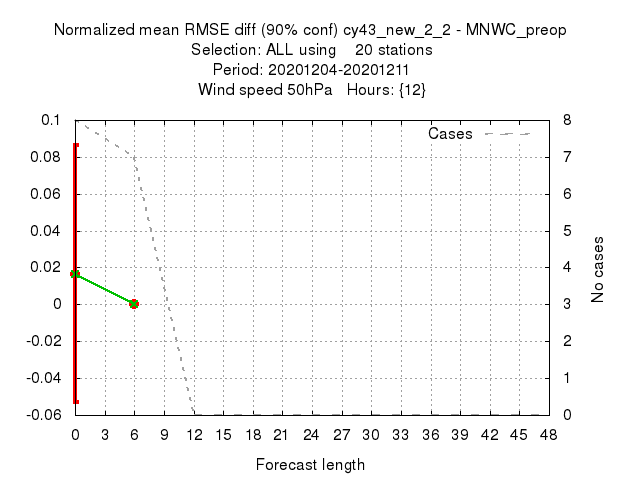 Normalized mean RMSE diff (90% conf) cy43_new_2_2 - MNWC_preop
Selection: ALL using 20 stations
Period: 20201204-20201211
Wind speed 50hPa Hours: {12}
Cases
0.1
0.08
0.06
0.04
0.02
0
-0.02
-0.04
-0.06
8
7
6
5
4
3
2
1
0
No cases
0 3 6 9 12 15 18 21 24 27 30 33 36 39 42 45 48
Forecast length